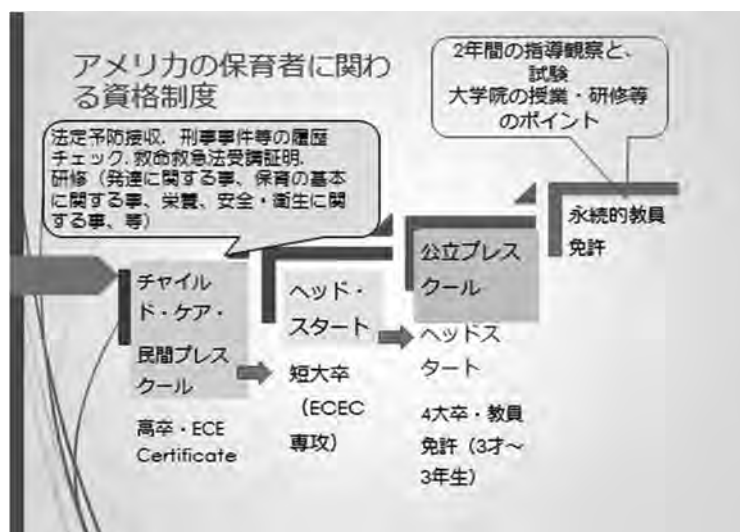 アメリカの保育者に関わ
る資格制度
2年間の指導観察と、
試験
大学院の授業・研修等
のポイント
法定予防接収、刑事事件等の履歴
チェック、救命救急法受講証明、
研修（発達に関する事、保育の基本
に関する事、栄養、安全・衛生に関
する事、等）
チャイル
ド・ケア・
民間プレス
クール
高卒・ECE
Certificate
ヘッド・
スタート
短大卒
（ECEC
専攻）
公立プレス
クール
ヘッドス
タート
4大卒・教員
免許（3才～
3年生）
永続的教員
免許